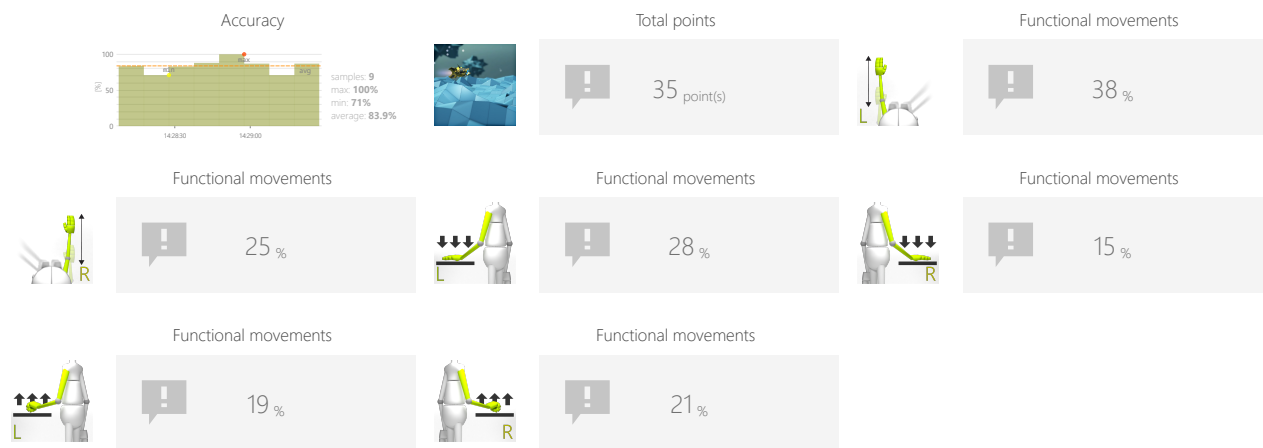 Accuracy
Total points
Functional movements
100
50
0
[%]
min
max
avg
14:28:30
14:29:00
samples: 9
max: 100%
min: 71%
average: 83.9%
35 point(s)
L
38 %
Functional movements
Functional movements
Functional movements
R
25 %
L
28 %
R
15 %
Functional movements
Functional movements
L
19 %
R
21 %